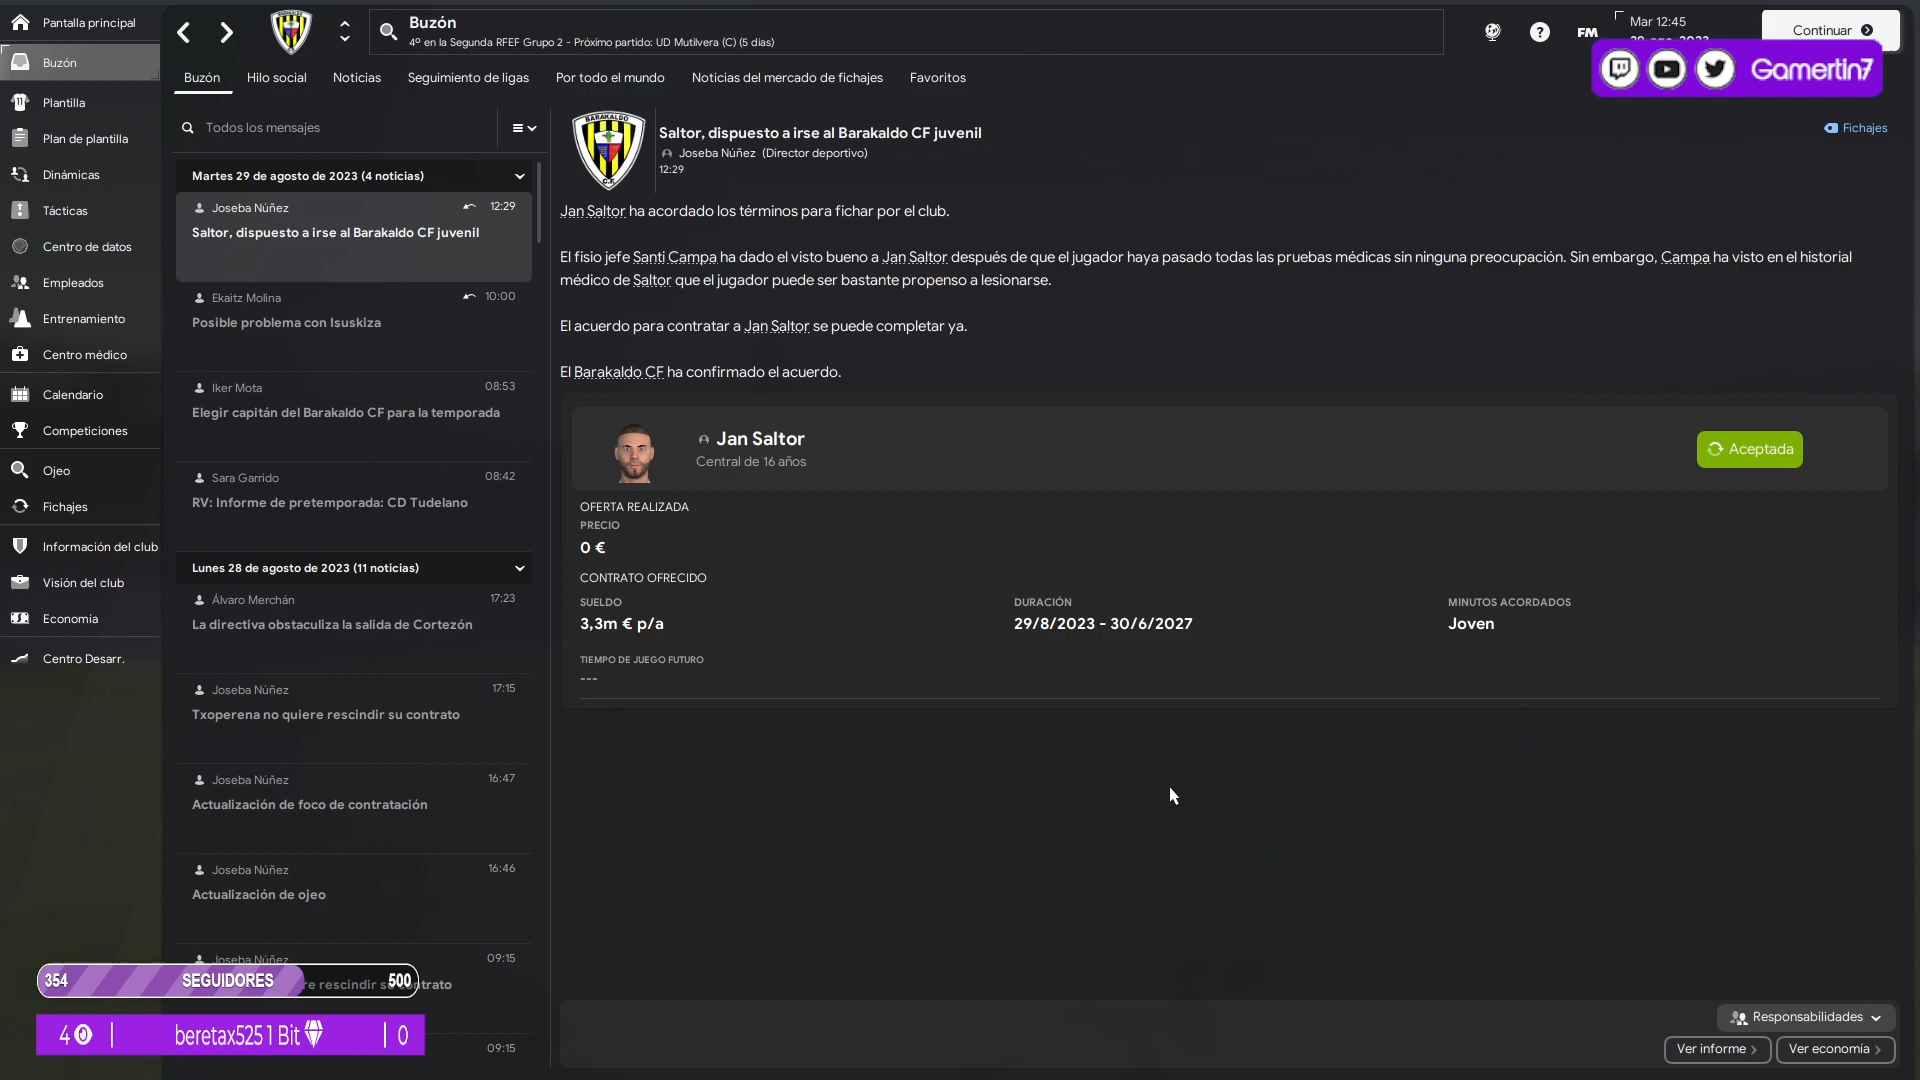 Pantalla principal
Buzón
Plantilla
Plan de plantilla
Dinámicas
Tácticas
Centro de datos
Empleados
Entrenamiento
Centro médico
Calendario
Competiciones
Ojeo
Fichajes
Información del club
Visión del club
Economía
Centro Desarr.
Buzón
4º en la Segunda RFEF Grupo 2 - Próximo partido: UD Mutilvera (C) (5 días)
FM
Mar 12:45
29 ago. 2023
Continuar
Gamertin7
Buzón
Hilo social
Noticias
Seguimiento de ligas
Por todo el mundo
Noticias del mercado de fichajes
Favoritos
Todos los mensajes
Martes 29 de agosto de 2023 (4 noticias)
Joseba Núñez 12:29
Saltor, dispuesto a irse al Barakaldo CF juvenil
Ekaitz Molina 10:00
Posible problema con Isuskiza
Iker Mota 08:53
Elegir capitán del Barakaldo CF para la temporada
Sara Garrido 08:42
RV: Informe de pretemporada: CD Tudelano
Lunes 28 de agosto de 2023 (11 noticias)
Álvaro Merchán 17:23
La directiva obstaculiza la salida de Cortezón
Joseba Núñez 17:15
Txoperena no quiere rescindir su contrato
Joseba Núñez 16:47
Actualización de foco de contratación
Joseba Núñez 16:46
Actualización de ojeo
Joseba Núñez 09:15
re rescindir su contrato
09:15
354 SEGUIDORES 500
4 beretax525 1 Bit 0
BARAKALDO
C.F.
Saltor, dispuesto a irse al Barakaldo CF juvenil
Joseba Núñez (Director deportivo)
12:29
Fichajes
Jan Saltor ha acordado los términos para fichar por el club.
El fisio jefe Santi Campa ha dado el visto bueno a Jan Saltor después de que el jugador haya pasado todas las pruebas médicas sin ninguna preocupación. Sin embargo, Campa ha visto en el historial
médico de Saltor que el jugador puede ser bastante propenso a lesionarse.
El acuerdo para contratar a Jan Saltor se puede completar ya.
El Barakaldo CF ha confirmado el acuerdo.
Jan Saltor
Central de 16 años
Aceptada
OFERTA REALIZADA
PRECIO
0 €
CONTRATO OFRECIDO
SUELDO
3,3m € p/a
DURACIÓN
29/8/2023 - 30/6/2027
MINUTOS ACORDADOS
Joven
TIEMPO DE JUEGO FUTURO
---
Responsabilidades
Ver informe
Ver economía